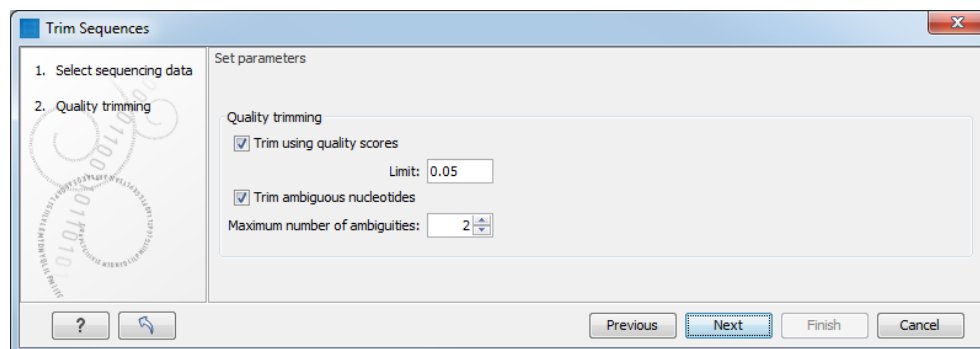 Trim Sequences
1. Select sequencing data
2. Quality trimming
Set parameters
Quality trimming
Trim using quality scores
Limit: 0.05
Trim ambiguous nucleotides
Maximum number of ambiguities: 2
?
Previous
Next
Finish
Cancel